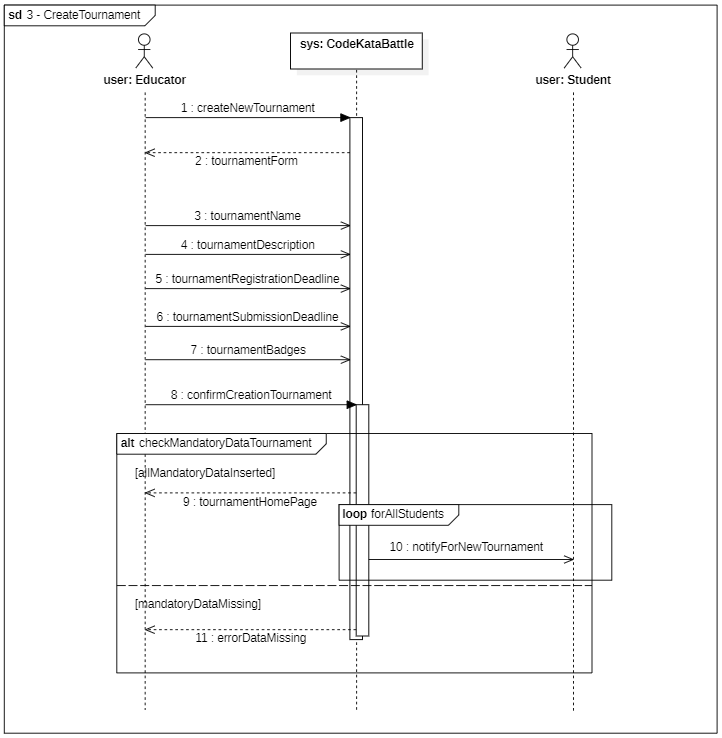 sd 3 - CreateTournament
user: Educator
sys: CodeKataBattle
user: Student
1 : createNewTournament
2 : tournamentForm
3 : tournamentName
4 : tournamentDescription
5 : tournamentRegistrationDeadline
6 : tournamentSubmissionDeadline
7 : tournamentBadges
8 : confirmCreationTournament
alt checkMandatoryDataTournament
[allMandatoryDataInserted]
9 : tournamentHomePage
loop forAllStudents
10 : notifyForNewTournament
[mandatoryDataMissing]
11 : errorDataMissing